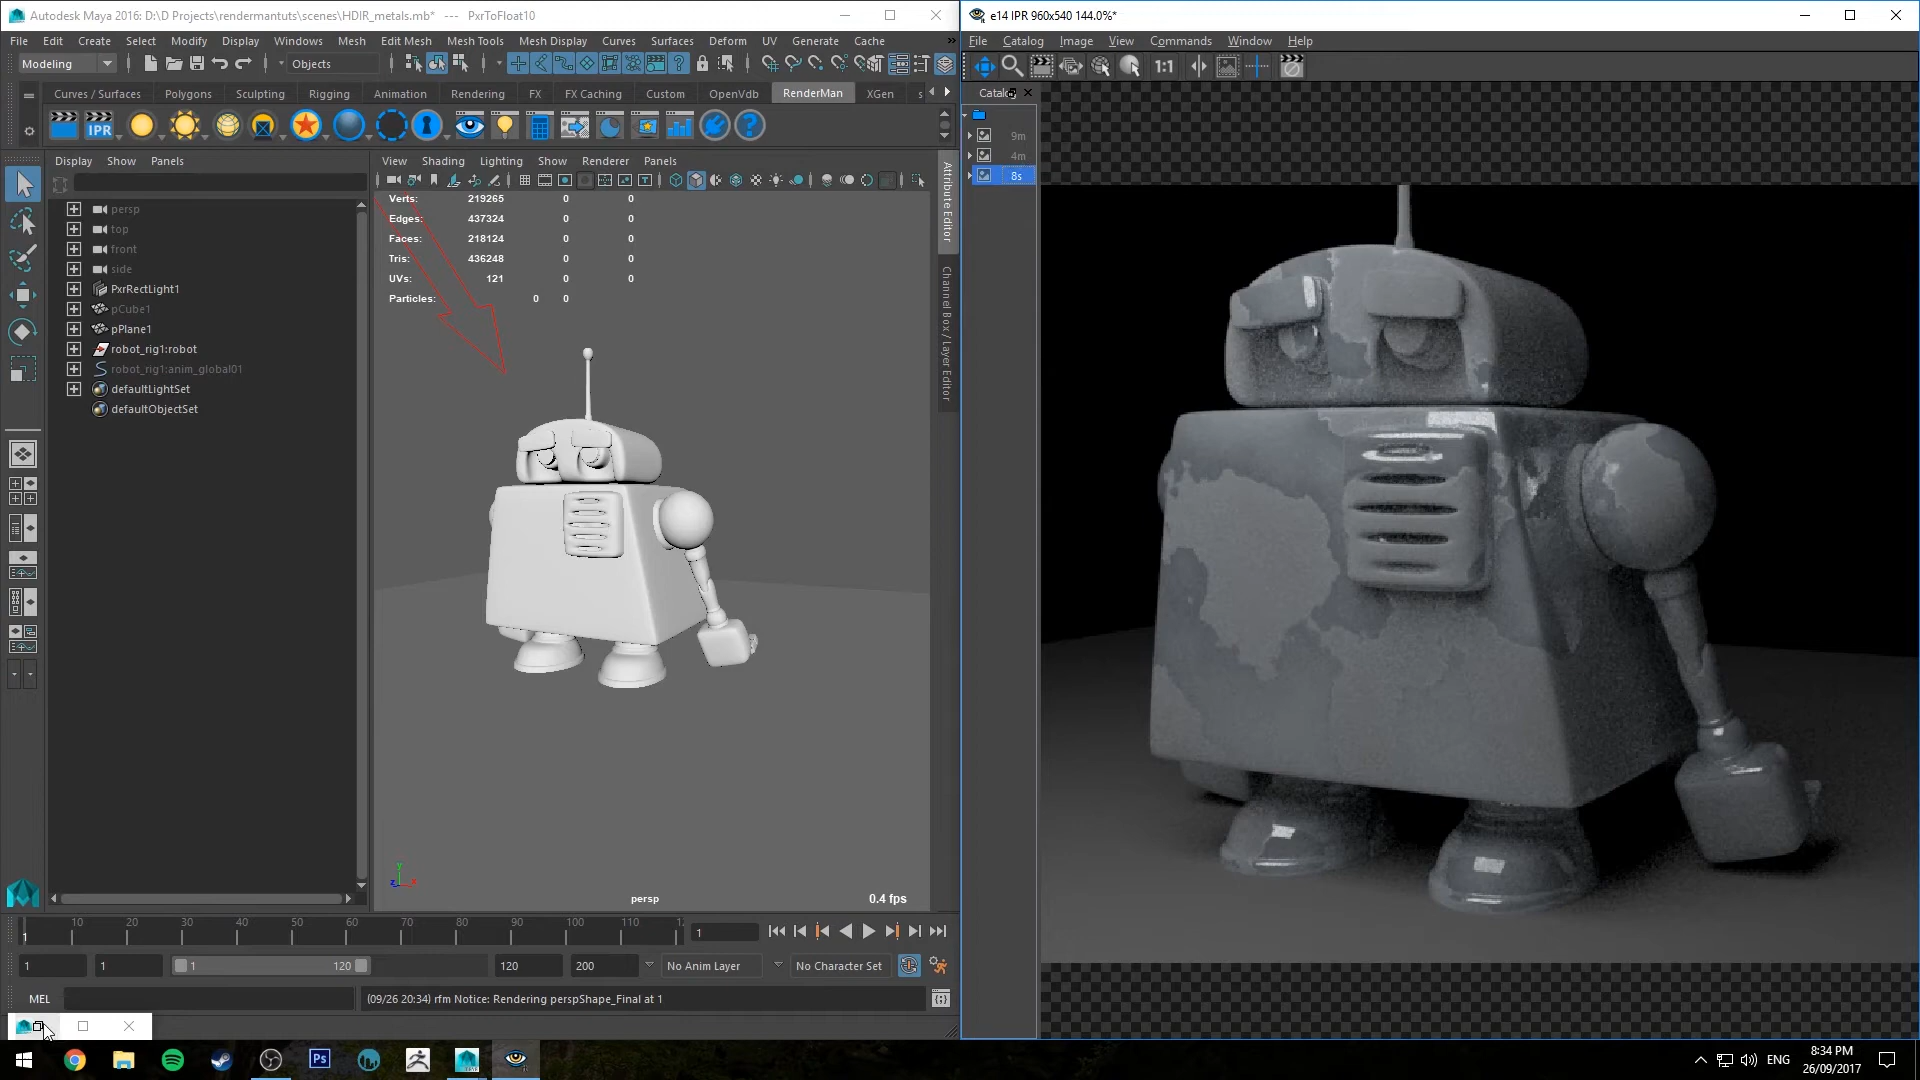 Autodesk Maya 2016: D:\D Projects\rendermantuts\scenes\HDIR_metals.mb* --- PxrToFloat10
File Edit Create Select Modify Display Windows Mesh Edit Mesh Mesh Tools Mesh Display Curves Surfaces Deform UV Generate Cache
Modeling Objects
Curves / Surfaces Polygons Sculpting Rigging Animation Rendering FX FX Caching Custom OpenVdb RenderMan XGen s
IPR
Display Show Panels
View Shading Lighting Show Renderer Panels
persp
top
front
side
PxrRectLight1
pCube1
pPlane1
robot_rig1:robot
robot_rig1:anim_global01
defaultLightSet
defaultObjectSet
Verts: 219265 0 0
Edges: 437324 0 0
Faces: 218124 0 0
Tris: 436248 0 0
UVs: 121 0 0
Particles: 0 0
y
z x
persp
0.4 fps
Attribute Editor
Channel Box / Layer Editor
10 20 30 40 50 60 70 80 90 100 110 12
1
1
1 1 1 120 120 200 No Anim Layer No Character Set
MEL (09/26 20:34) rfm Notice: Rendering perspShape_Final at 1
e14 IPR 960x540 144.0%*
File Catalog Image View Commands Window Help
1:1
Catalo
9m
4m
8s
Ps
ENG
8:34 PM
26/09/2017